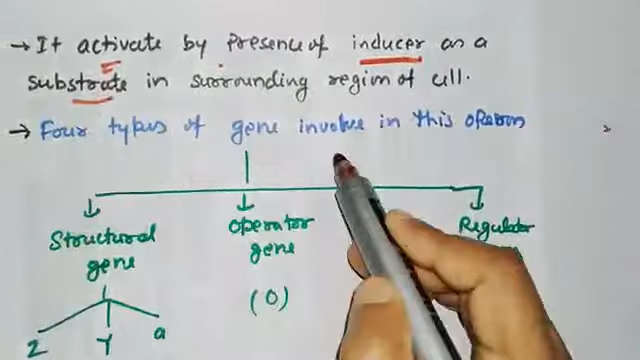 → It activate by presence of inducer as a
substrate in surrounding region of cell.
→ Four types of gene involve in this operon
Structural
gene
Operator
gene
Regulator
(O)
Z
Y
a